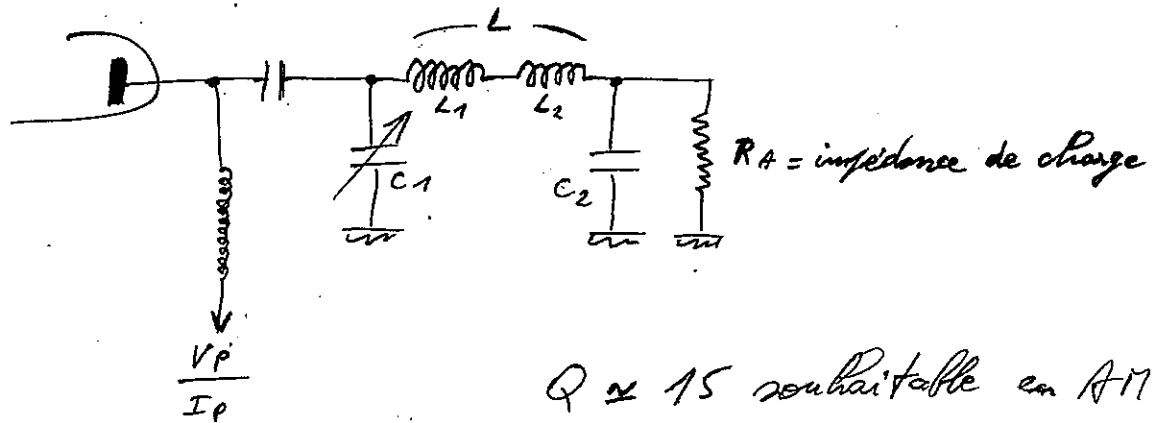 L
L1 L2
C1
C2
RA = impédance de charge
Vp
Ip
Q ≃ 15 souhaitable en AM